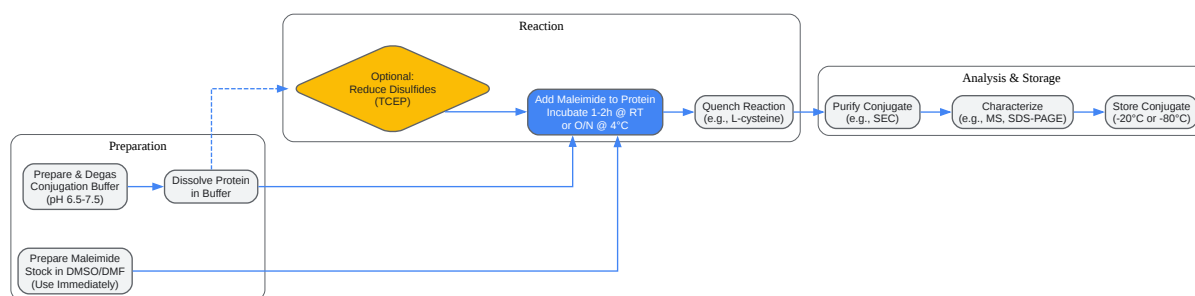 Reaction
Optional:
Reduce Disulfides
(TCEP)
Add Maleimide to Protein
Incubate 1-2h @ RT
or O/N @ 4°C
Quench Reaction
(e.g., L-cysteine)
Analysis & Storage
Purify Conjugate
(e.g., SEC)
Characterize
(e.g., MS, SDS-PAGE)
Store Conjugate
(-20°C or -80°C)
Preparation
Prepare & Degas
Conjugation Buffer
(pH 6.5-7.5)
Dissolve Protein
in Buffer
Prepare Maleimide
Stock in DMSO/DMF
(Use Immediately)